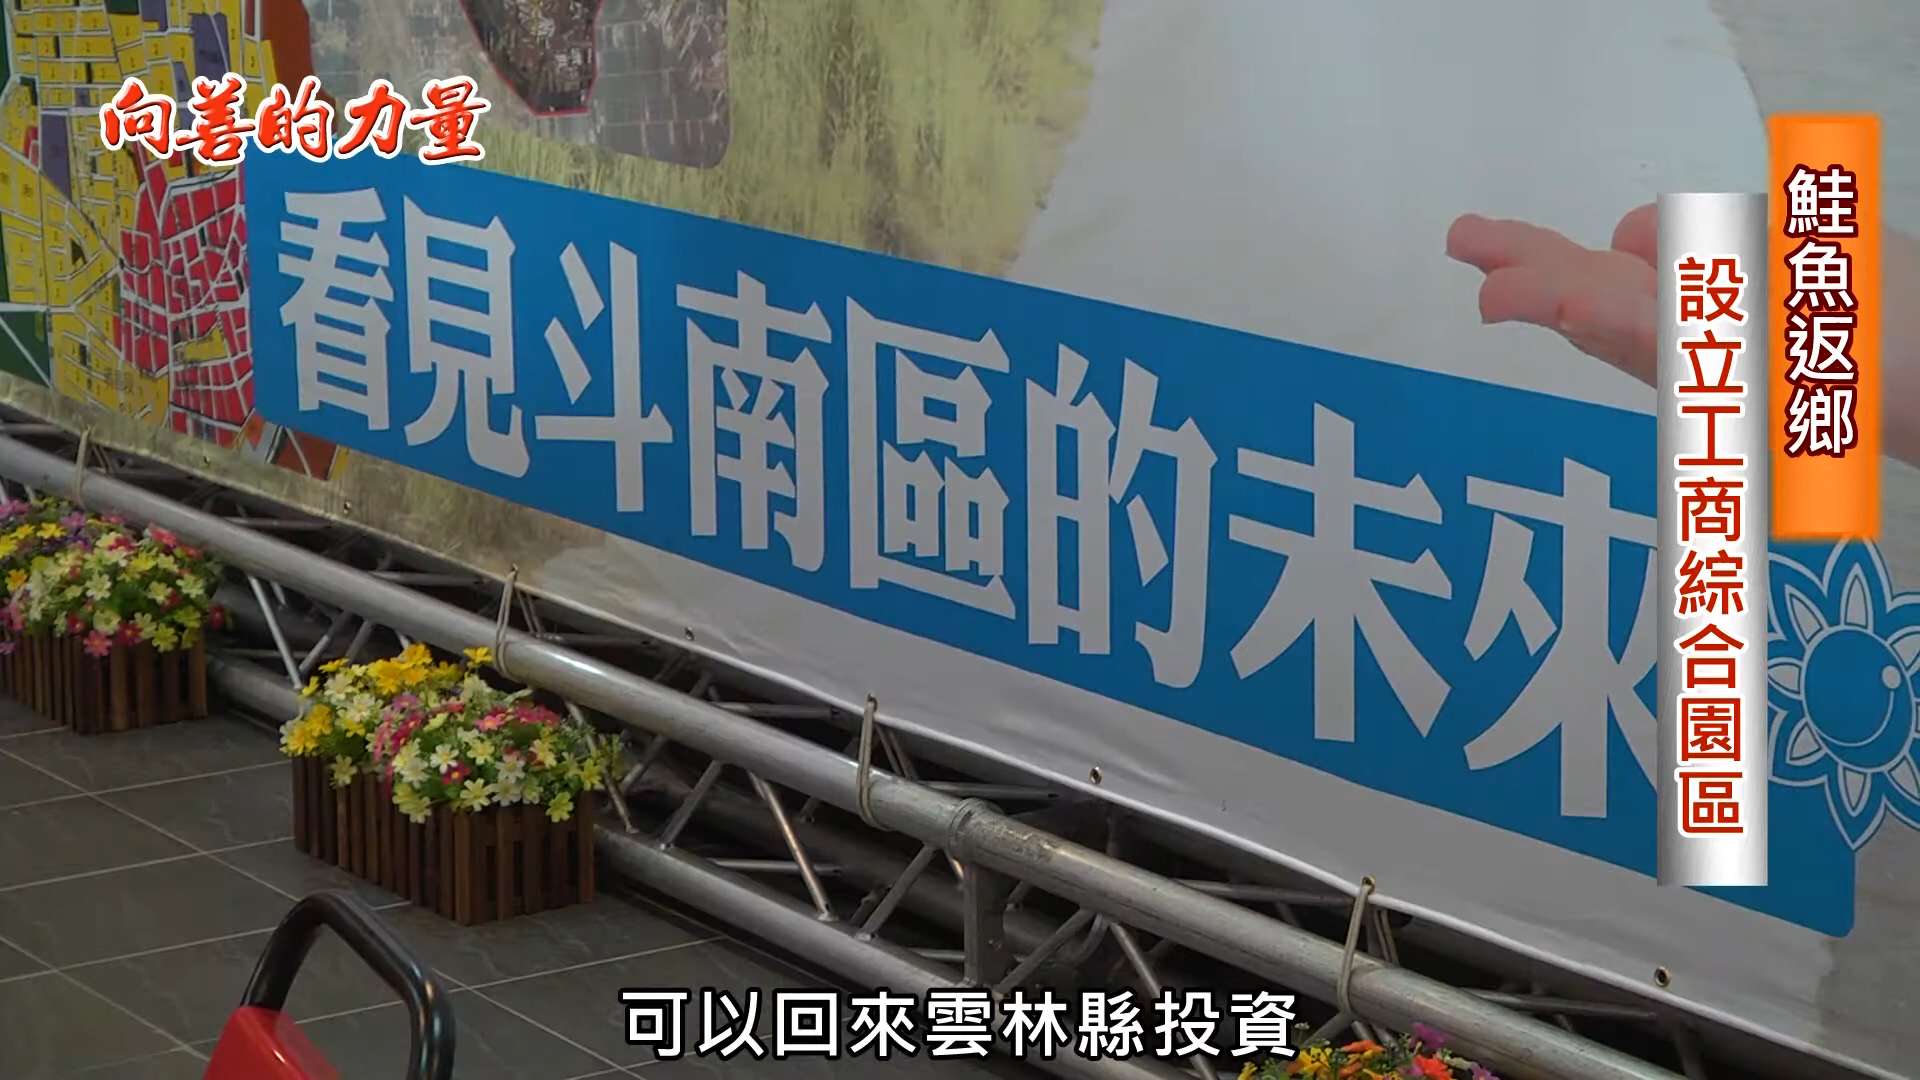 向善的力量
鮭魚返鄉
設立工商綜合園區
看見斗南區的未來
可以回來雲林縣投資